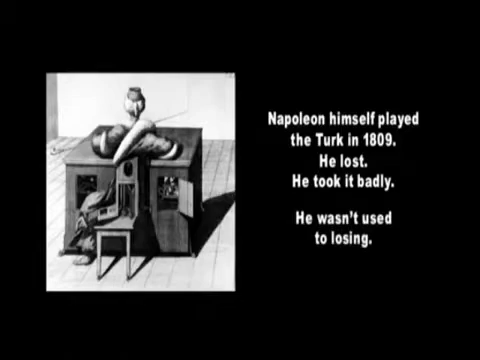 Napoleon himself played
the Turk in 1809.
He lost.
He took it badly.
He wasn't used
to losing.